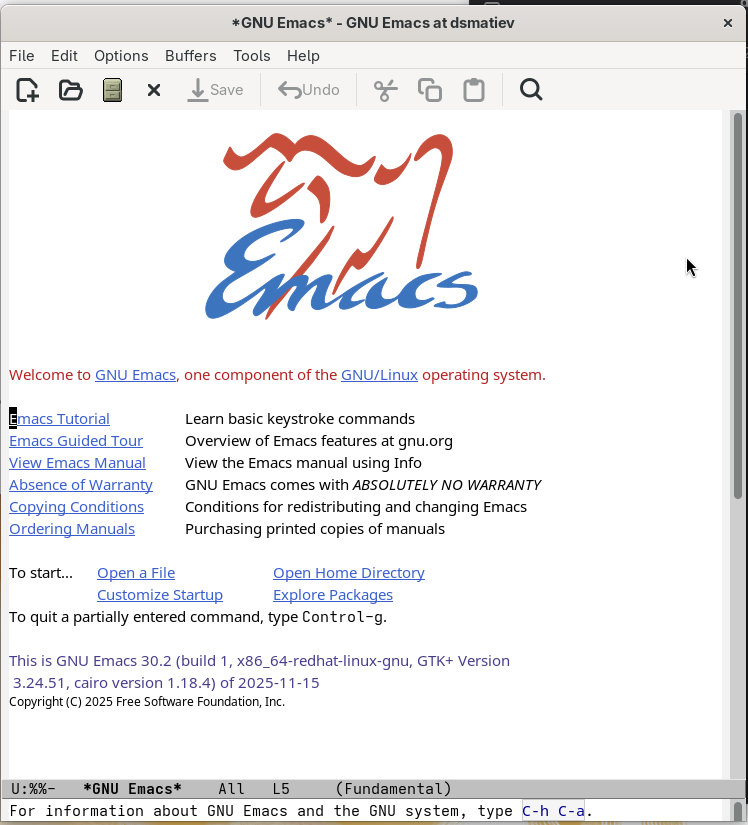 *GNU Emacs* - GNU Emacs at dsmatiev ×
File Edit Options Buffers Tools Help
Save Undo
Emacs
Welcome to GNU Emacs, one component of the GNU/Linux operating system.
Emacs Tutorial Learn basic keystroke commands
Emacs Guided Tour Overview of Emacs features at gnu.org
View Emacs Manual View the Emacs manual using Info
Absence of Warranty GNU Emacs comes with ABSOLUTELY NO WARRANTY
Copying Conditions Conditions for redistributing and changing Emacs
Ordering Manuals Purchasing printed copies of manuals
To start... Open a File Open Home Directory
Customize Startup Explore Packages
To quit a partially entered command, type Control-g.
This is GNU Emacs 30.2 (build 1, x86_64-redhat-linux-gnu, GTK+ Version
3.24.51, cairo version 1.18.4) of 2025-11-15
Copyright (C) 2025 Free Software Foundation, Inc.
U:%%- *GNU Emacs* All L5 (Fundamental)
For information about GNU Emacs and the GNU system, type C-h C-a.